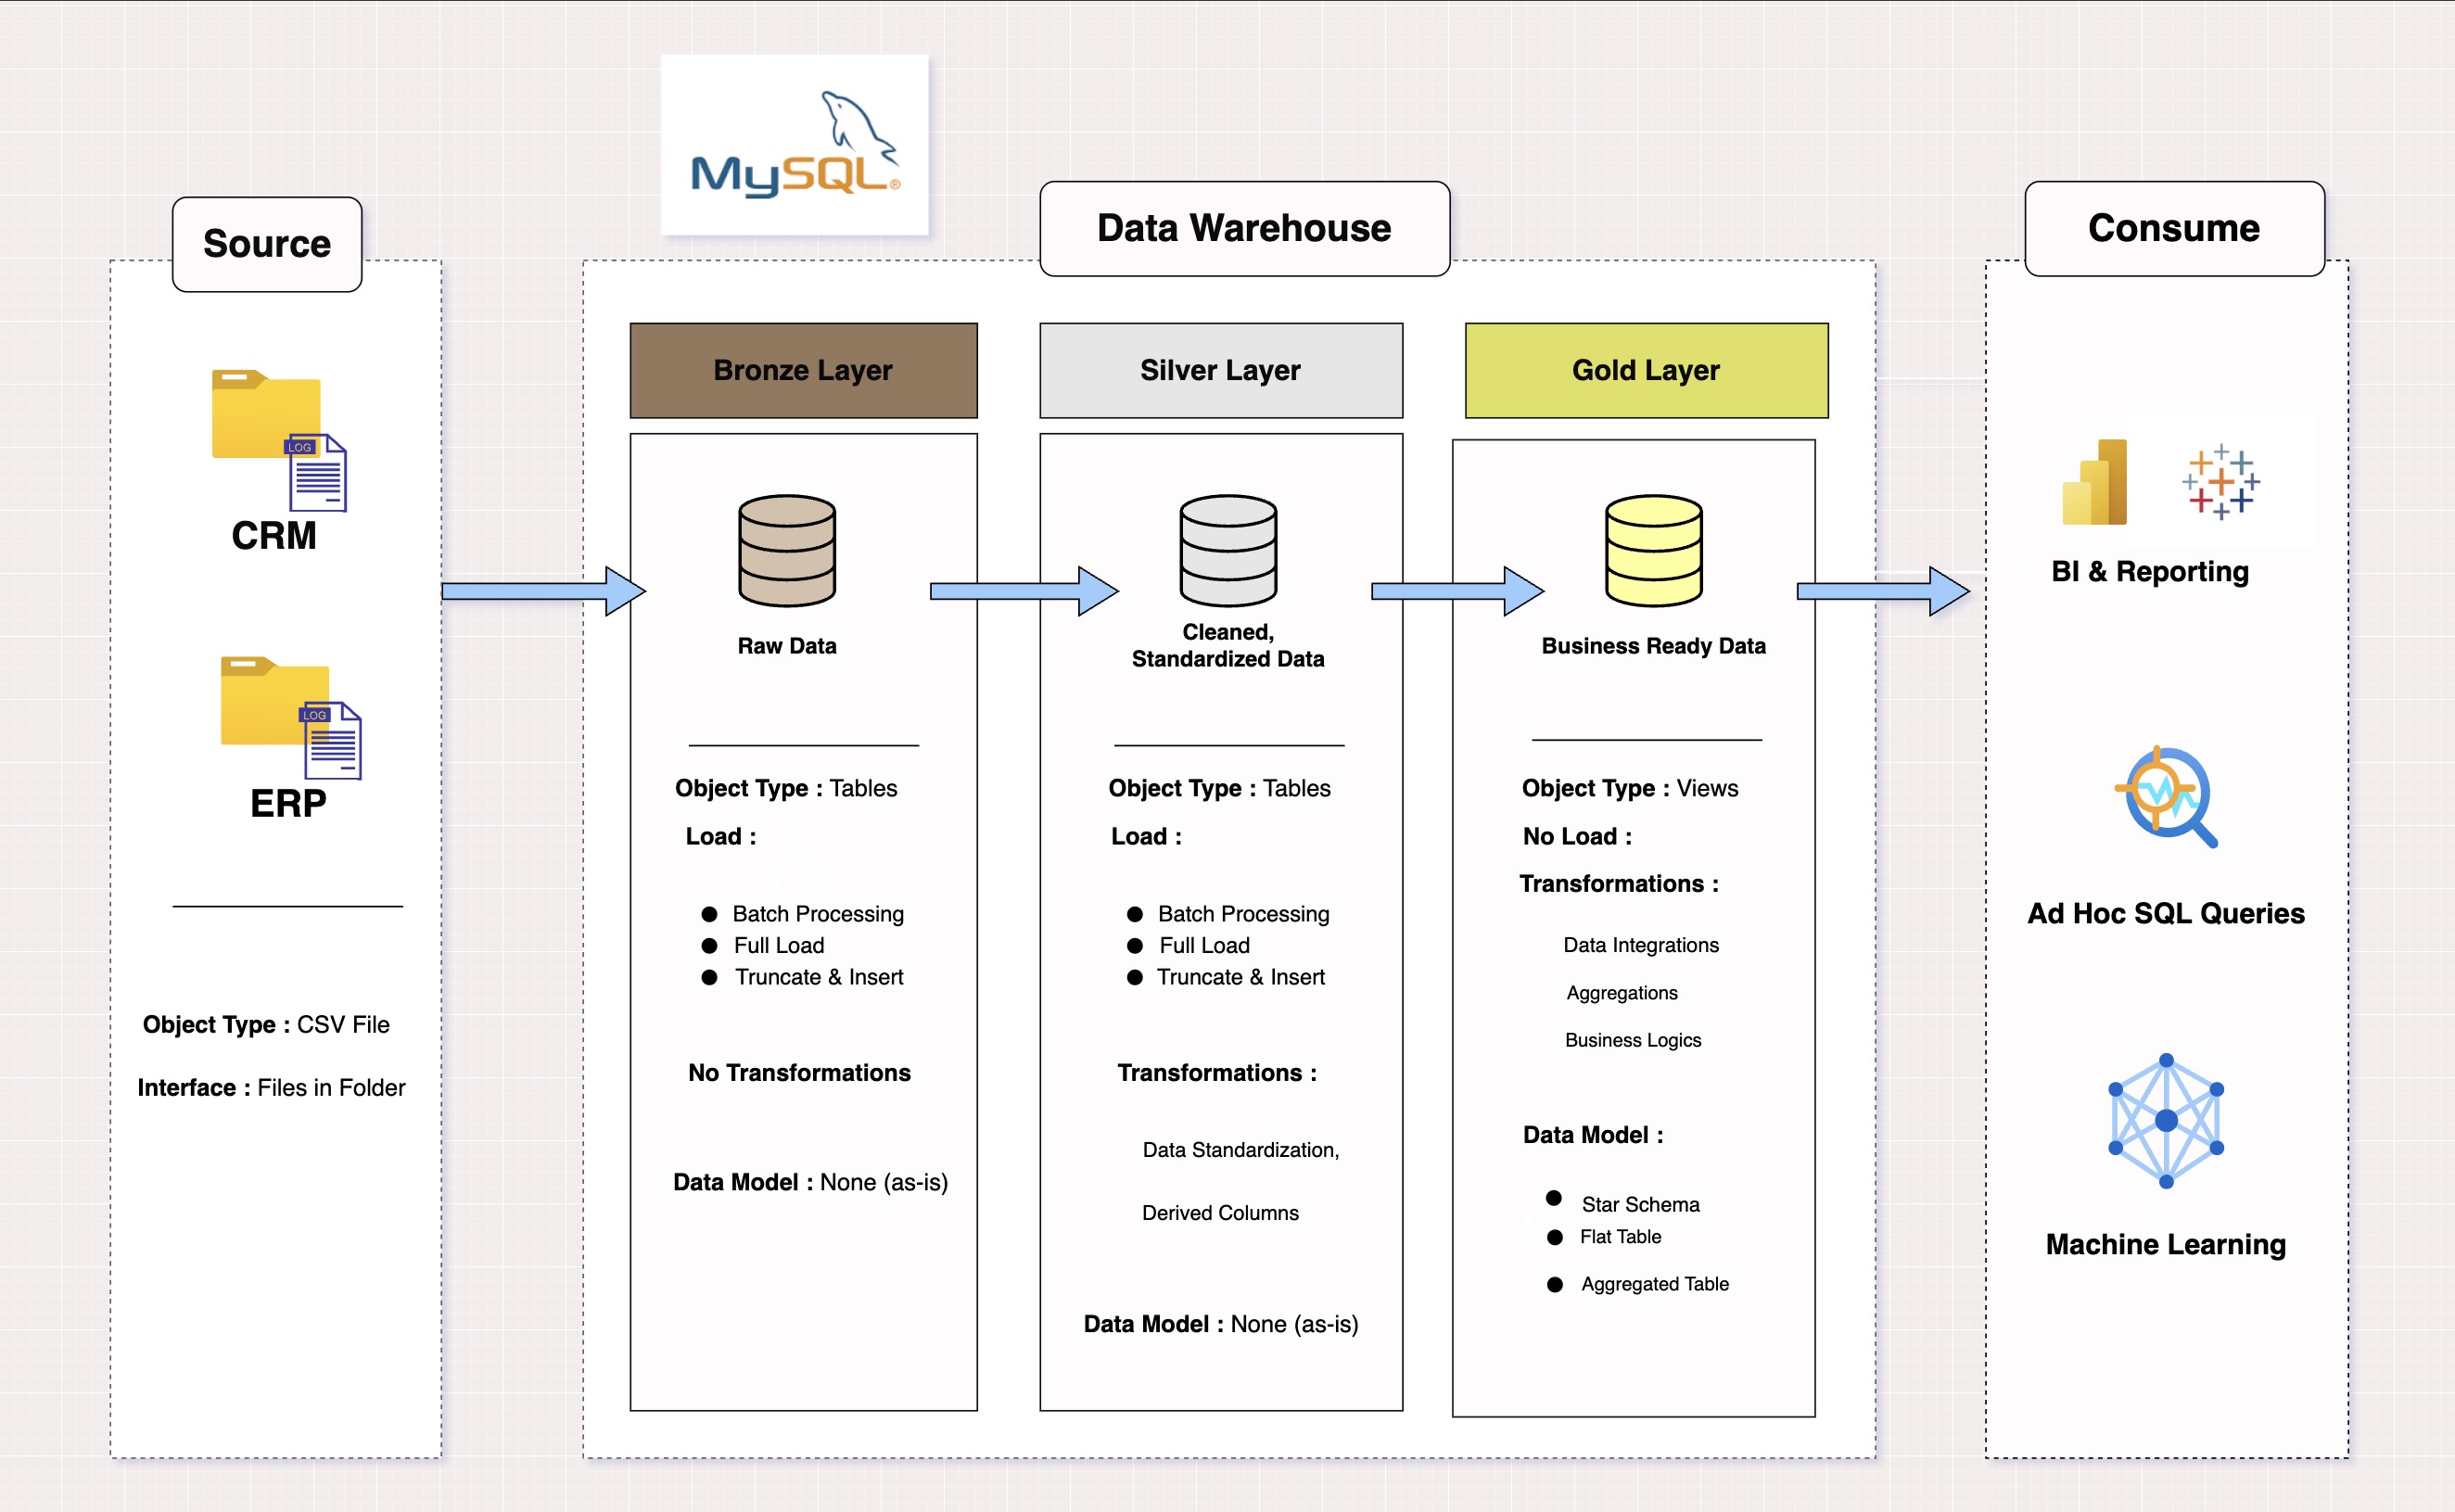 MySQL®
Source
LOG
CRM
LOG
ERP
Object Type : CSV File
Interface : Files in Folder
Data Warehouse
Bronze Layer
Raw Data
Object Type : Tables
Load :
Batch Processing
Full Load
Truncate & Insert
No Transformations
Data Model : None (as-is)
Silver Layer
Cleaned,
Standardized Data
Object Type : Tables
Load :
Batch Processing
Full Load
Truncate & Insert
Transformations :
Data Standardization,
Derived Columns
Data Model : None (as-is)
Gold Layer
Business Ready Data
Object Type : Views
No Load :
Transformations :
Data Integrations
Aggregations
Business Logics
Data Model :
Star Schema
Flat Table
Aggregated Table
Consume
BI & Reporting
Ad Hoc SQL Queries
Machine Learning